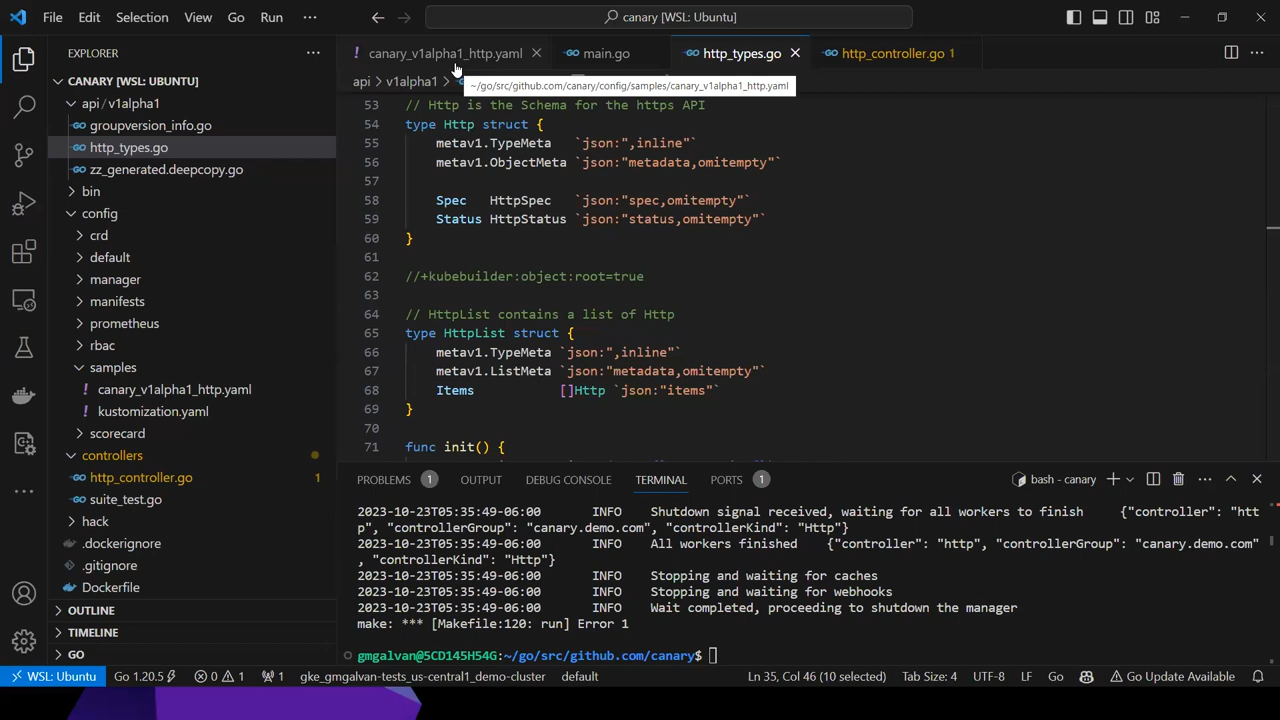 File Edit Selection View Go Run ··· canary [WSL: Ubuntu]
EXPLORER ···
CANARY [WSL: UBUNTU]
api / v1alpha1
groupversion_info.go
http_types.go
zz_generated.deepcopy.go
bin
config
crd
default
manager
manifests
prometheus
rbac
samples
! canary_v1alpha1_http.yaml
! kustomization.yaml
scorecard
controllers
http_controller.go 1
suite_test.go
hack
.dockerignore
.gitignore
Dockerfile
OUTLINE
TIMELINE
GO
! canary_v1alpha1_http.yaml main.go http_types.go http_controller.go 1
api > v1alpha1 >
~/go/src/github.com/canary/config/samples/canary_v1alpha1_http.yaml
53 // Http is the Schema for the https API
54 type Http struct {
55 metav1.TypeMeta `json:",inline"`
56 metav1.ObjectMeta `json:"metadata,omitempty"`
57
58 Spec HttpSpec `json:"spec,omitempty"`
59 Status HttpStatus `json:"status,omitempty"`
60 }
61
62 //+kubebuilder:object:root=true
63
64 // HttpList contains a list of Http
65 type HttpList struct {
66 metav1.TypeMeta `json:",inline"`
67 metav1.ListMeta `json:"metadata,omitempty"`
68 Items []Http `json:"items"`
69 }
70
71 func init() {
PROBLEMS 1 OUTPUT DEBUG CONSOLE TERMINAL PORTS 1 bash - canary
2023-10-23T05:35:49-06:00 INFO Shutdown signal received, waiting for all workers to finish {"controller": "htt
p", "controllerGroup": "canary.demo.com", "controllerKind": "Http"}
2023-10-23T05:35:49-06:00 INFO All workers finished {"controller": "http", "controllerGroup": "canary.demo.com"
, "controllerKind": "Http"}
2023-10-23T05:35:49-06:00 INFO Stopping and waiting for caches
2023-10-23T05:35:49-06:00 INFO Stopping and waiting for webhooks
2023-10-23T05:35:49-06:00 INFO Wait completed, proceeding to shutdown the manager
make: *** [Makefile:120: run] Error 1
gmgalvan@5CD145H54G:~/go/src/github.com/canary$
WSL: Ubuntu Go 1.20.5 0 1 1 gke_gmgalvan-tests_us-central1_demo-cluster default Ln 35, Col 46 (10 selected) Tab Size: 4 UTF-8 LF Go Go Update Available